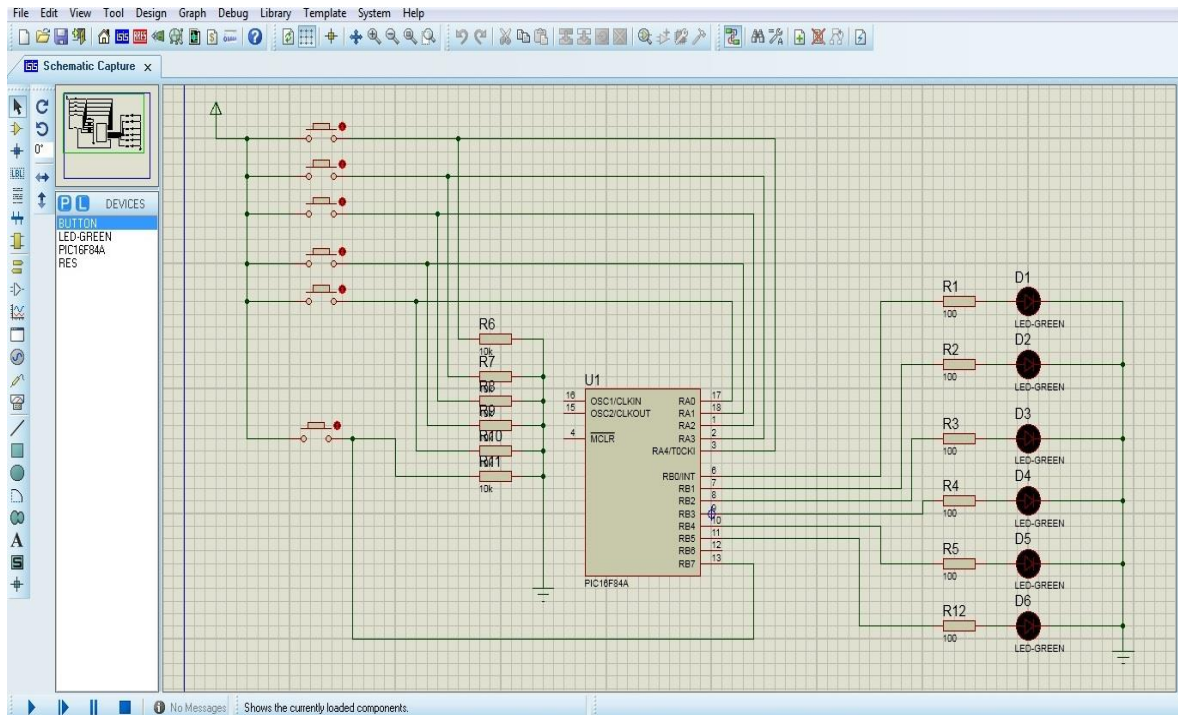 File Edit View Tool Design Graph Debug Library Template System Help
Schematic Capture x
0°
P L DEVICES
BUTTON
LED-GREEN
PIC16F84A
RES
R6
10k
R7
R8
R9
R10
R11
10k
U1
16 OSC1/CLKIN
15 OSC2/CLKOUT
4 MCLR
RA0 17
RA1 18
RA2 1
RA3 2
RA4/T0CKI 3
RB0/INT 6
RB1 7
RB2 8
RB3 9
RB4 10
RB5 11
RB6 12
RB7 13
PIC16F84A
R1
100
D1
LED-GREEN
R2
100
D2
LED-GREEN
R3
100
D3
LED-GREEN
R4
100
D4
LED-GREEN
R5
100
D5
LED-GREEN
R12
100
D6
LED-GREEN
No Messages Shows the currently loaded components.